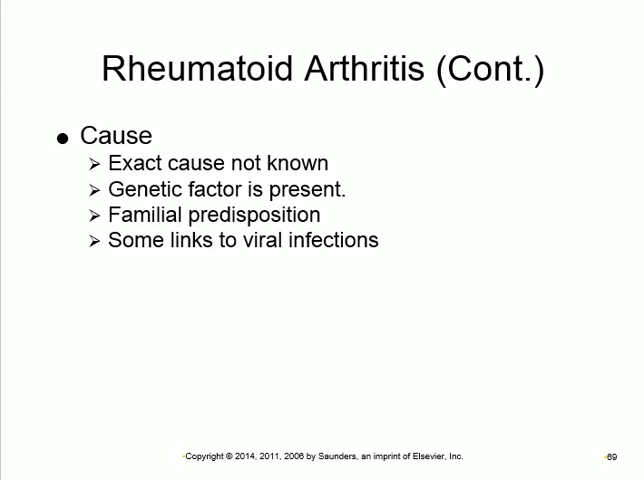 Rheumatoid Arthritis (Cont.)
● Cause
➢ Exact cause not known
➢ Genetic factor is present.
➢ Familial predisposition
➢ Some links to viral infections
•Copyright © 2014, 2011, 2006 by Saunders, an imprint of Elsevier, Inc.
•69